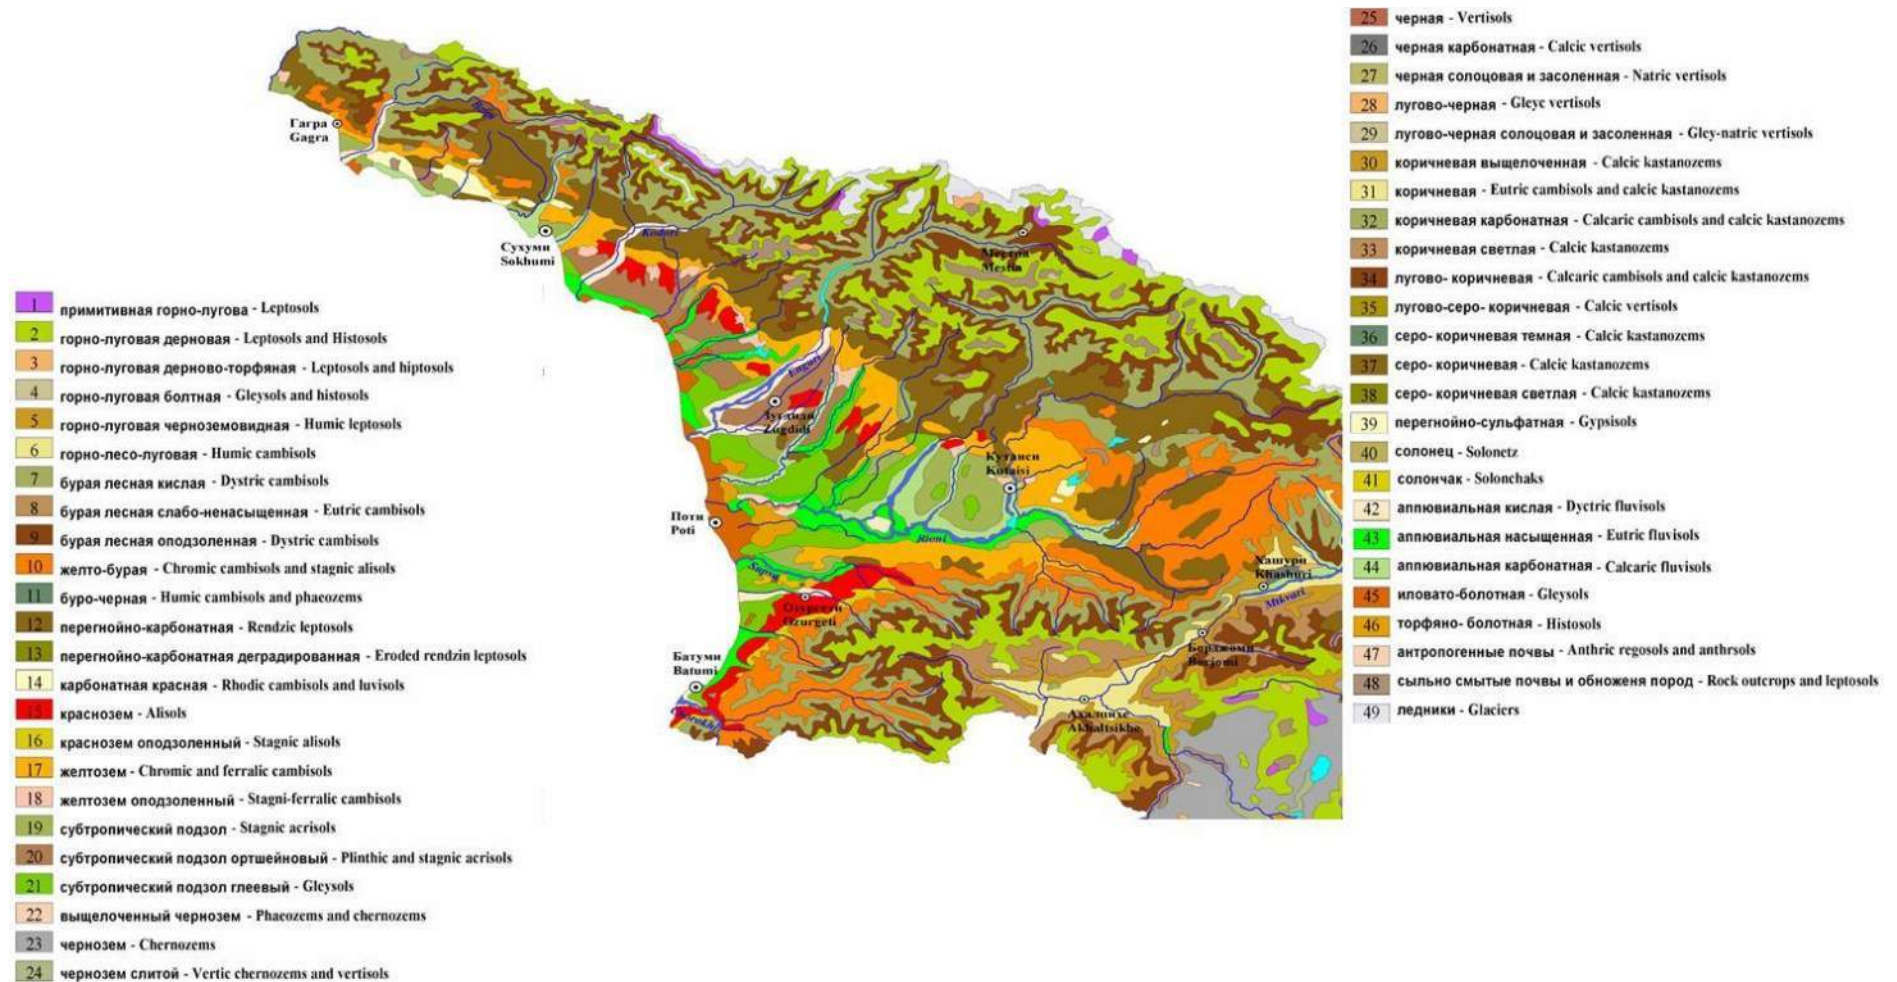 1 примитивная горно-лугова - Leptosols
2 горно-луговая дерновая - Leptosols and Histosols
3 горно-луговая дерново-торфяная - Leptosols and hiptosols
4 горно-луговая болтная - Gleysols and histosols
5 горно-луговая черноземовидная - Humic leptosols
6 горно-лесо-луговая - Humic cambisols
7 бурая лесная кислая - Dystric cambisols
8 бурая лесная слабо-ненасыщенная - Eutric cambisols
9 бурая лесная оподзоленная - Dystric cambisols
10 желто-бурая - Chromic cambisols and stagnic alisols
11 буро-черная - Humic cambisols and phaeozems
12 перегнойно-карбонатная - Rendzic leptosols
13 перегнойно-карбонатная деградированная - Eroded rendzin leptosols
14 карбонатная красная - Rhodic cambisols and luvisols
15 краснозем - Alisols
16 краснозем оподзоленный - Stagnic alisols
17 желтозем - Chromic and ferralic cambisols
18 желтозем оподзоленный - Stagni-ferralic cambisols
19 субтропический подзол - Stagnic acrisols
20 субтропический подзол ортшейновый - Plinthic and stagnic acrisols
21 субтропический подзол глеевый - Gleysols
22 выщелоченный чернозем - Phaeozems and chernozems
23 чернозем - Chernozems
24 чернозем слитой - Vertic chernozems and vertisols
Гагра
Gagra
Сухуми
Sokhumi
Kodori
Местиа
Mestia
Enguri
Зугдиди
Zugdidi
Кутаиси
Kutaisi
Поти
Poti
Rioni
Supsa
Озургети
Ozurgeti
Хашури
Khashuri
Mtkvari
Боржоми
Borjomi
Батуми
Batumi
Chorokhi
Ахалцихе
Akhaltsikhe
25 черная - Vertisols
26 черная карбонатная - Calcic vertisols
27 черная солоцовая и засоленная - Natric vertisols
28 лугово-черная - Gleyc vertisols
29 лугово-черная солоцовая и засоленная - Gley-natric vertisols
30 коричневая выщелоченная - Calcic kastanozems
31 коричневая - Eutric cambisols and calcic kastanozems
32 коричневая карбонатная - Calcaric cambisols and calcic kastanozems
33 коричневая светлая - Calcic kastanozems
34 лугово- коричневая - Calcaric cambisols and calcic kastanozems
35 лугово-серо- коричневая - Calcic vertisols
36 серо- коричневая темная - Calcic kastanozems
37 серо- коричневая - Calcic kastanozems
38 серо- коричневая светлая - Calcic kastanozems
39 перегнойно-сульфатная - Gypsisols
40 солонец - Solonetz
41 солончак - Solonchaks
42 аппювиальная кислая - Dyctric fluvisols
43 аппювиальная насыщенная - Eutric fluvisols
44 аппювиальная карбонатная - Calcaric fluvisols
45 иловато-болотная - Gleysols
46 торфяно- болотная - Histosols
47 антропогенные почвы - Anthric regosols and anthrsols
48 сыльно смытые почвы и обноженя пород - Rock outcrops and leptosols
49 ледники - Glaciers